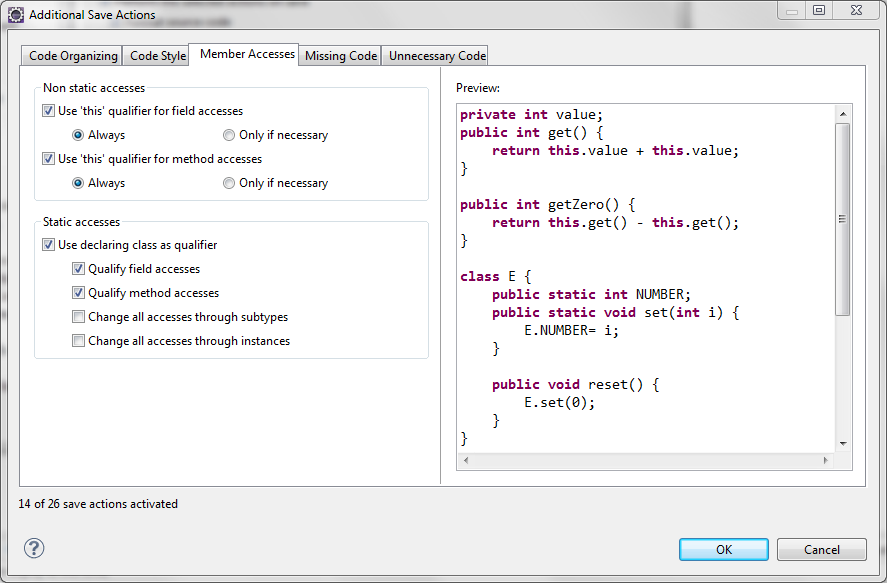 Additional Save Actions
Code Organizing Code Style Member Accesses Missing Code Unnecessary Code
Non static accesses
Use 'this' qualifier for field accesses
Always Only if necessary
Use 'this' qualifier for method accesses
Always Only if necessary
Static accesses
Use declaring class as qualifier
Qualify field accesses
Qualify method accesses
Change all accesses through subtypes
Change all accesses through instances
Preview:
private int value;
public int get() {
    return this.value + this.value;
}
public int getZero() {
    return this.get() - this.get();
}
class E {
    public static int NUMBER;
    public static void set(int i) {
        E.NUMBER= i;
    }
    public void reset() {
        E.set(0);
    }
}
14 of 26 save actions activated
?
OK Cancel